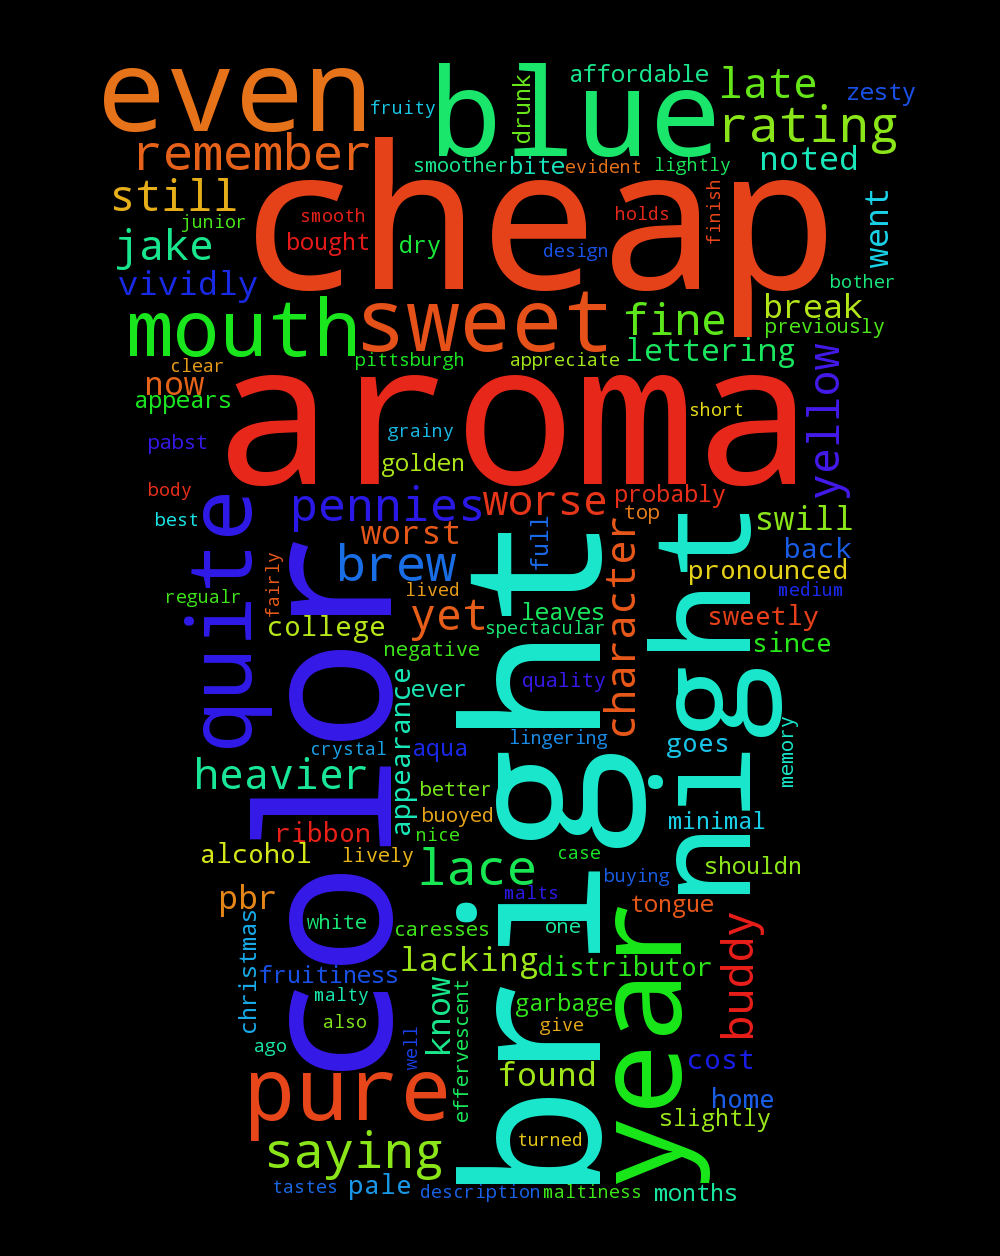 even
blue
fruity
drunk
affordable
late
zesty
rating
remember
smoother
bite
evident
lightly
noted
cheap
still
junior
smooth
holds
finish
went
jake
bought
dry
design
vividly
bother
mouth
sweet
fine
break
previously
lettering
clear
pittsburgh
appreciate
yellow
now
appears
aroma
short
pabst
grainy
golden
body
best
pennies
worse
probably
top
swill
quite
worst
full
character
back
brew
pronounced
fairly
regualr
lived
medium
college
yet
leaves
spectacular
sweetly
since
negative
color
bright
night
appearance
ever
quality
crystal
aqua
lingering
goes
memory
heavier
better
buoyed
minimal
ribbon
nice
alcohol
lively
lace
case
shouldn
pbr
malts
buying
tongue
white
caresses
one
christmas
fruitiness
lacking
distributor
buddy
malty
know
effervescent
garbage
year
also
give
ago
well
pure
found
cost
home
slightly
saying
turned
tastes
pale
description
maltiness
months